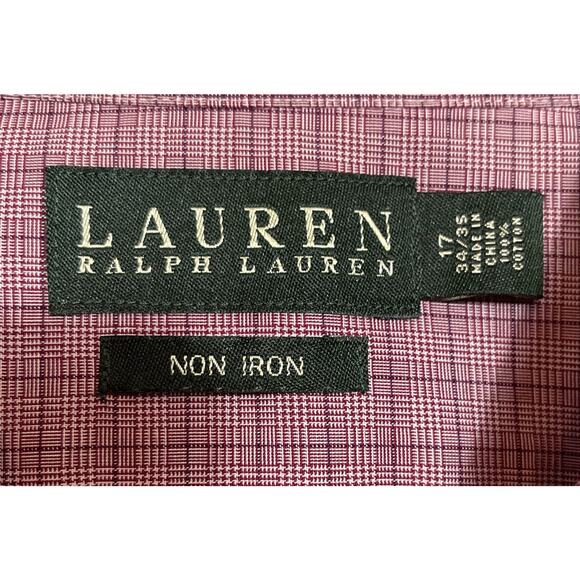 LAUREN
RALPH LAUREN
17
34/35
MADE IN
CHINA
100%
COTTON
NON IRON